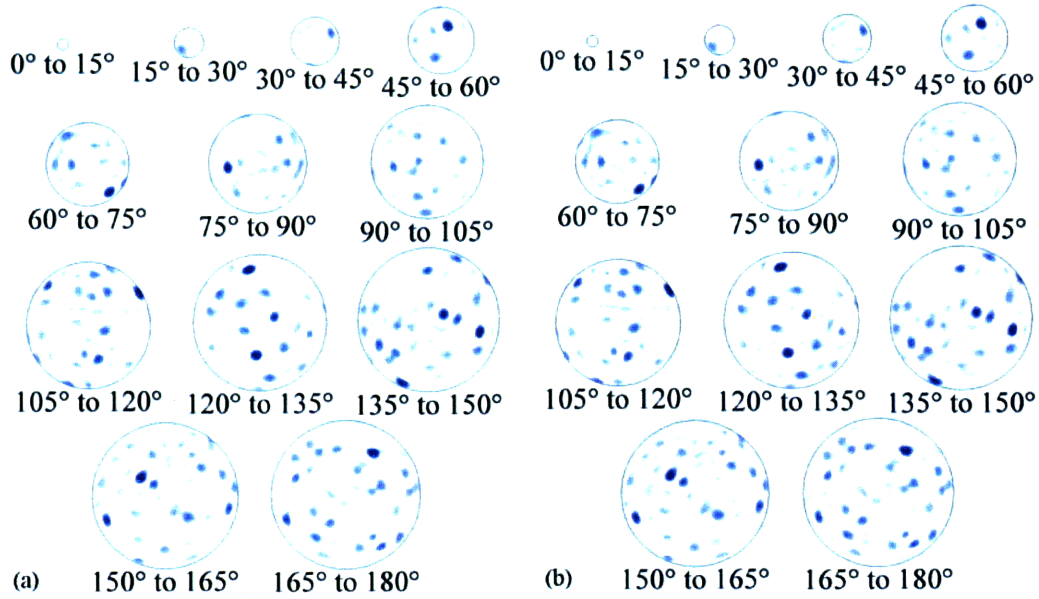 0° to 15°
15° to 30°
30° to 45°
45° to 60°
60° to 75°
75° to 90°
90° to 105°
105° to 120°
120° to 135°
135° to 150°
(a)
150° to 165°
165° to 180°
0° to 15°
15° to 30°
30° to 45°
45° to 60°
60° to 75°
75° to 90°
90° to 105°
105° to 120°
120° to 135°
135° to 150°
(b)
150° to 165°
165° to 180°